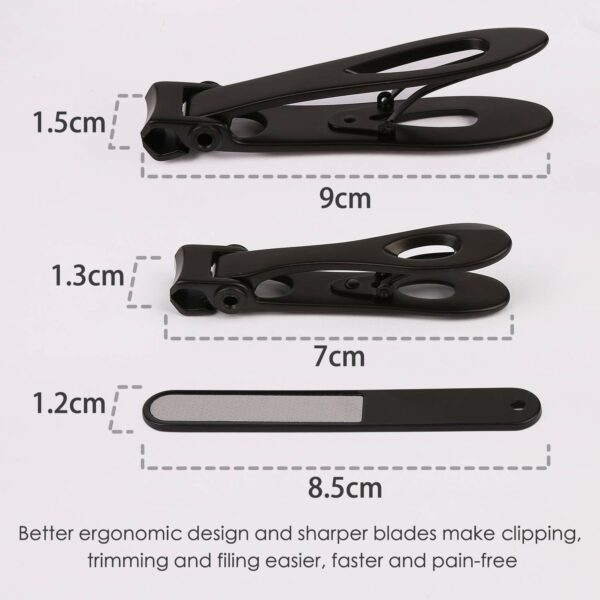 1.5cm
9cm
1.3cm
7cm
1.2cm
8.5cm
Better ergonomic design and sharper blades make clipping,
trimming and filing easier, faster and pain-free